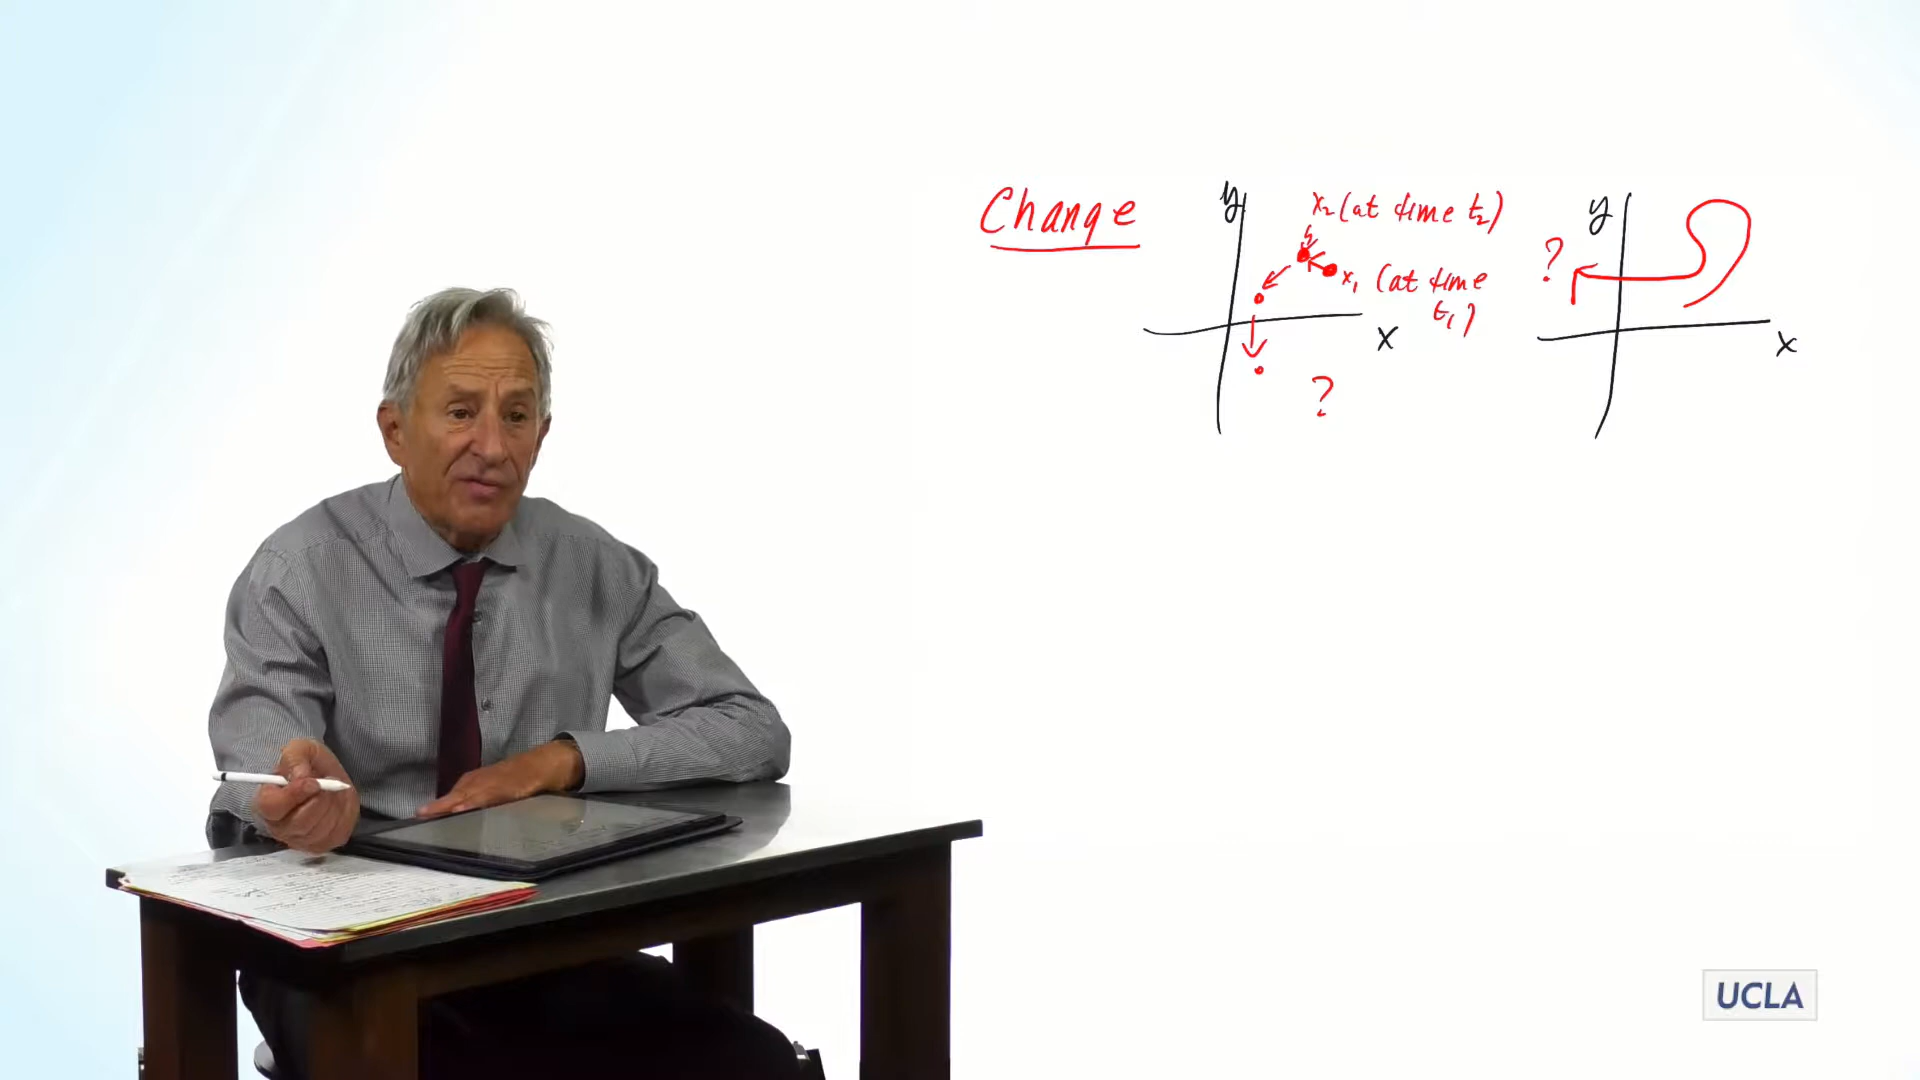 Change
y
x₂ (at time t₂)
x₁ (at time
t₁)
x
?
y
?
x
UCLA